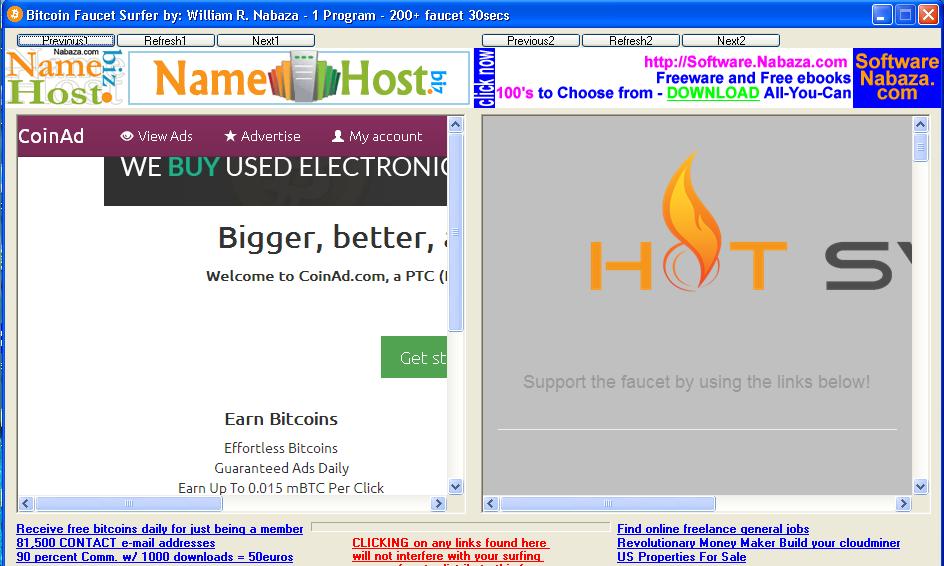 Bitcoin Faucet Surfer by: William R. Nabaza - 1 Program - 200+ faucet 30secs
Previous1 Refresh1 Next1
Previous2 Refresh2 Next2
Nabaza.com
Name
Host.
biz
NameHost.biz
click now
http://Software.Nabaza.com
Freeware and Free ebooks
100's to Choose from - DOWNLOAD All-You-Can
Software
Nabaza.
com
CoinAd View Ads Advertise My account
WE BUY USED ELECTRONIC
Bigger, better,
Welcome to CoinAd.com, a PTC (
Get st
Earn Bitcoins
Effortless Bitcoins
Guaranteed Ads Daily
Earn Up To 0.015 mBTC Per Click
HOT SY
Support the faucet by using the links below!
Receive free bitcoins daily for just being a member
81,500 CONTACT e-mail addresses
90 percent Comm. w/ 1000 downloads = 50euros
CLICKING on any links found here
will not interfere with your surfing
Find online freelance general jobs
Revolutionary Money Maker Build your cloudminer
US Properties For Sale